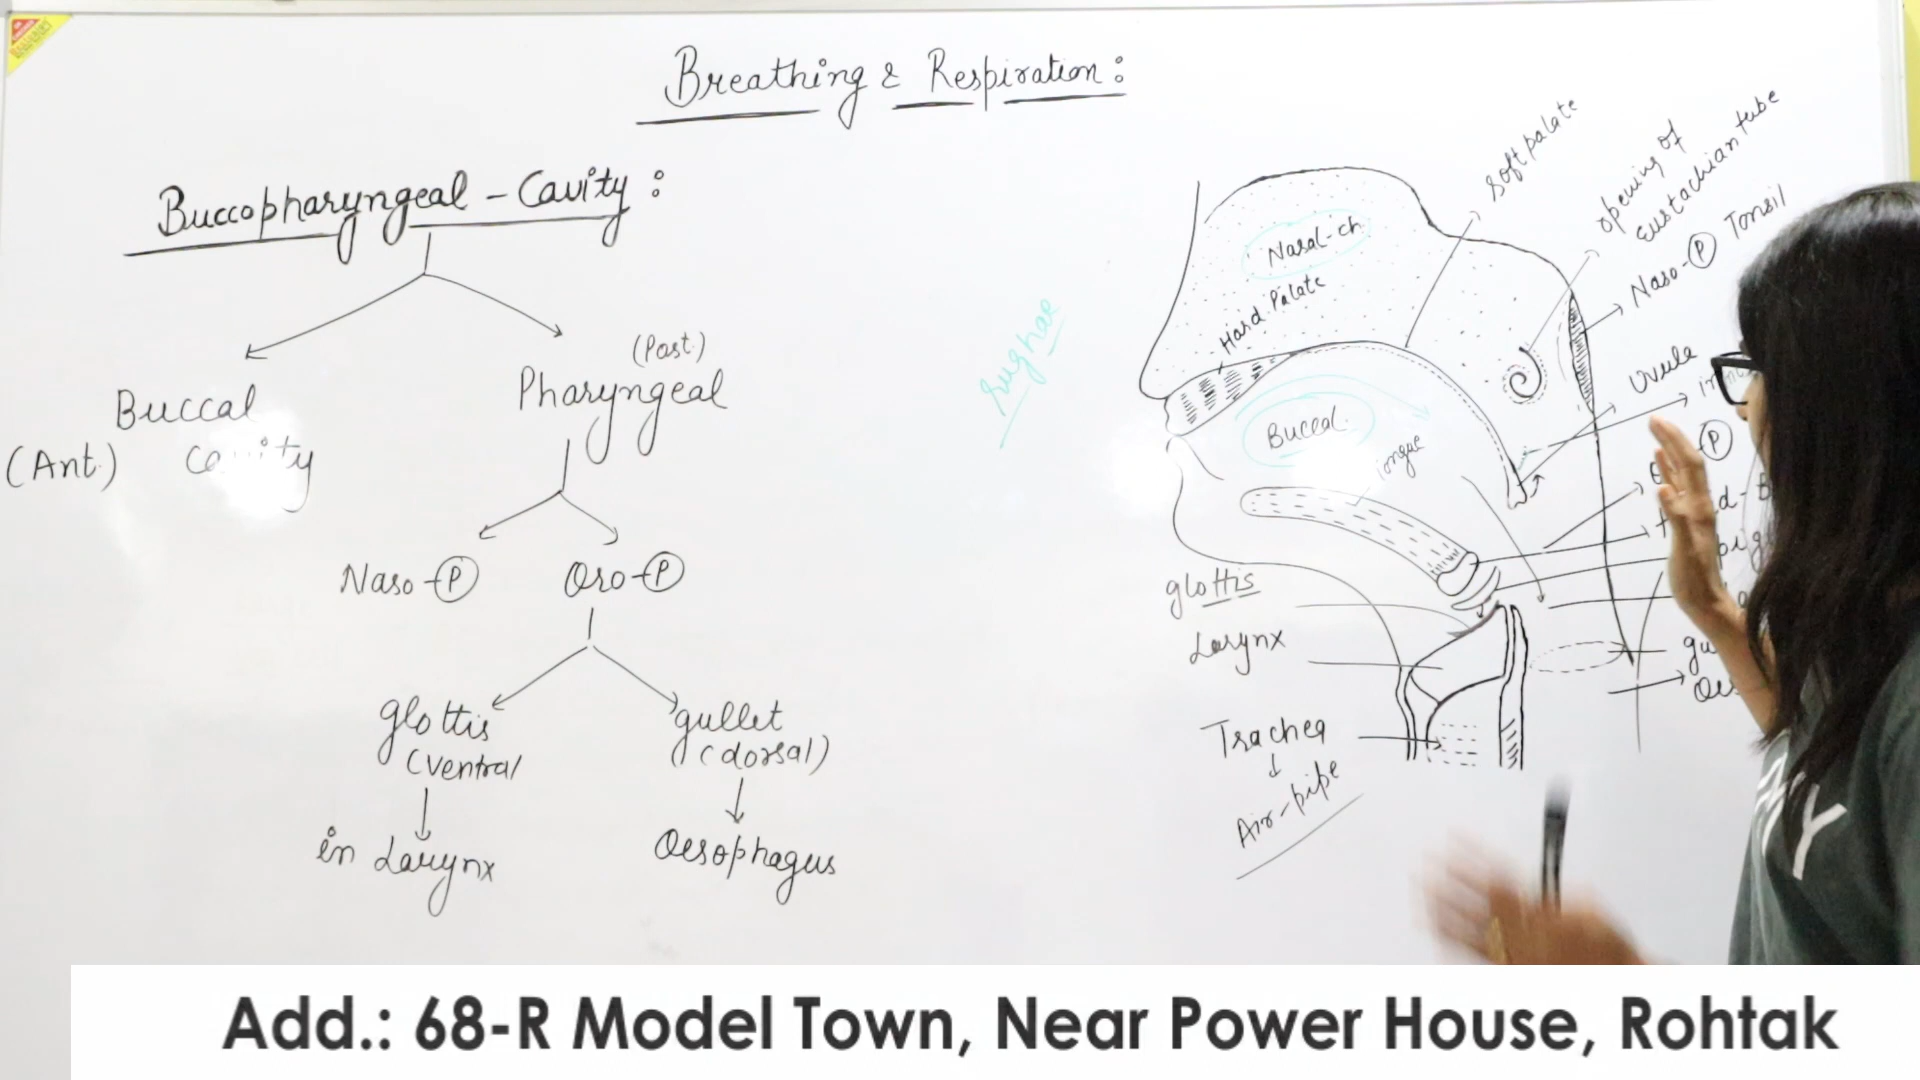 Breathing & Respiration :
Buccopharyngeal - Cavity :
Buccal
(Ant.)
Cavity
(Post.)
Pharyngeal
Naso - P
Oro - P
glottis
(ventral
gullet
(dorsal)
in Larynx
Oesophagus
rughae
Nasal-ch.
Hard Palate
Buccal.
Tongue
soft palate
opening of
eustachian tube
Naso - P Tonsil
Uvula
P
glottis
Larynx
Trachea
Air-pipe
Add.: 68-R Model Town, Near Power House, Rohtak